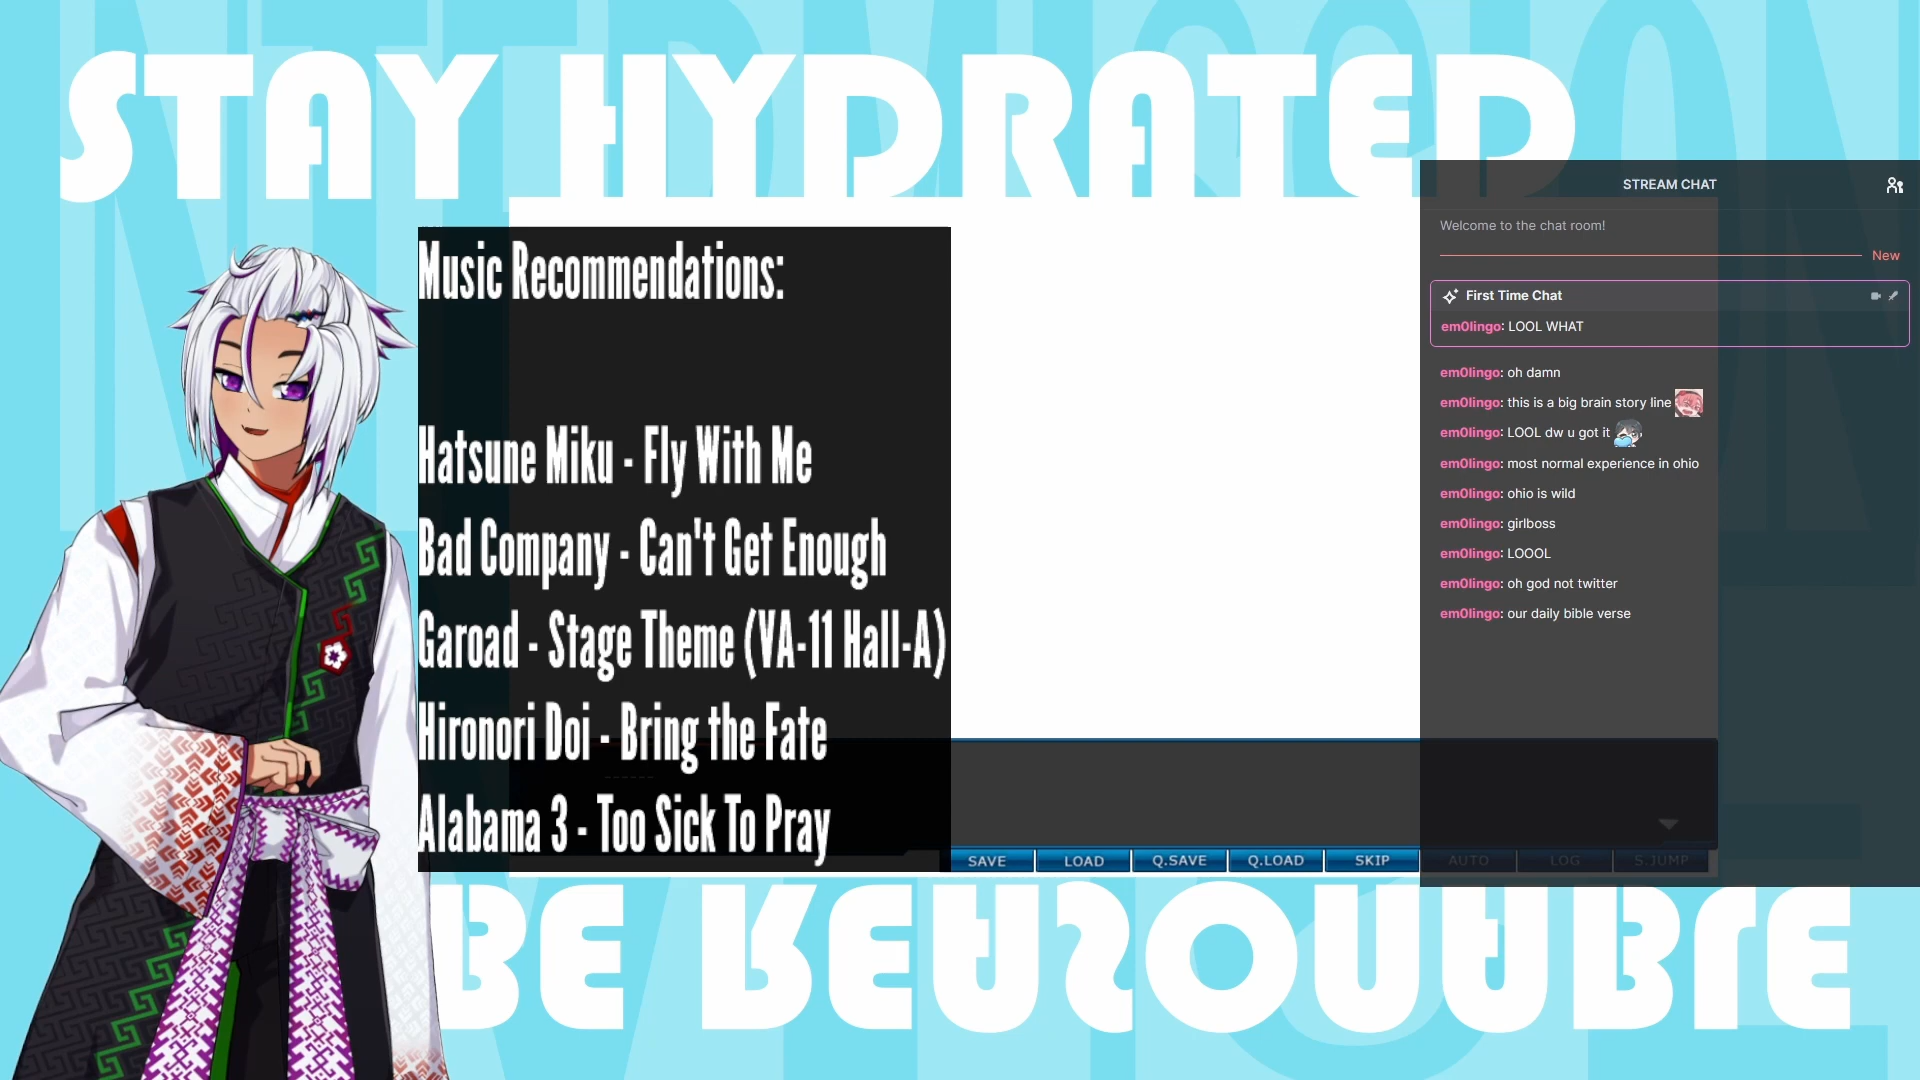 STAY HYDRATED
STREAM CHAT
Welcome to the chat room!
New
First Time Chat
em0lingo: LOOL WHAT
em0lingo: oh damn
em0lingo: this is a big brain story line
em0lingo: LOOL dw u got it
em0lingo: most normal experience in ohio
em0lingo: ohio is wild
em0lingo: girlboss
em0lingo: LOOOL
em0lingo: oh god not twitter
em0lingo: our daily bible verse
Music Recommendations:
Hatsune Miku - Fly With Me
Bad Company - Can't Get Enough
Garoad - Stage Theme (VA-11 Hall-A)
Hironori Doi - Bring the Fate
Alabama 3 - Too Sick To Pray
SAVE
LOAD
Q.SAVE
Q.LOAD
SKIP
AUTO
LOG
S.JUMP
BE